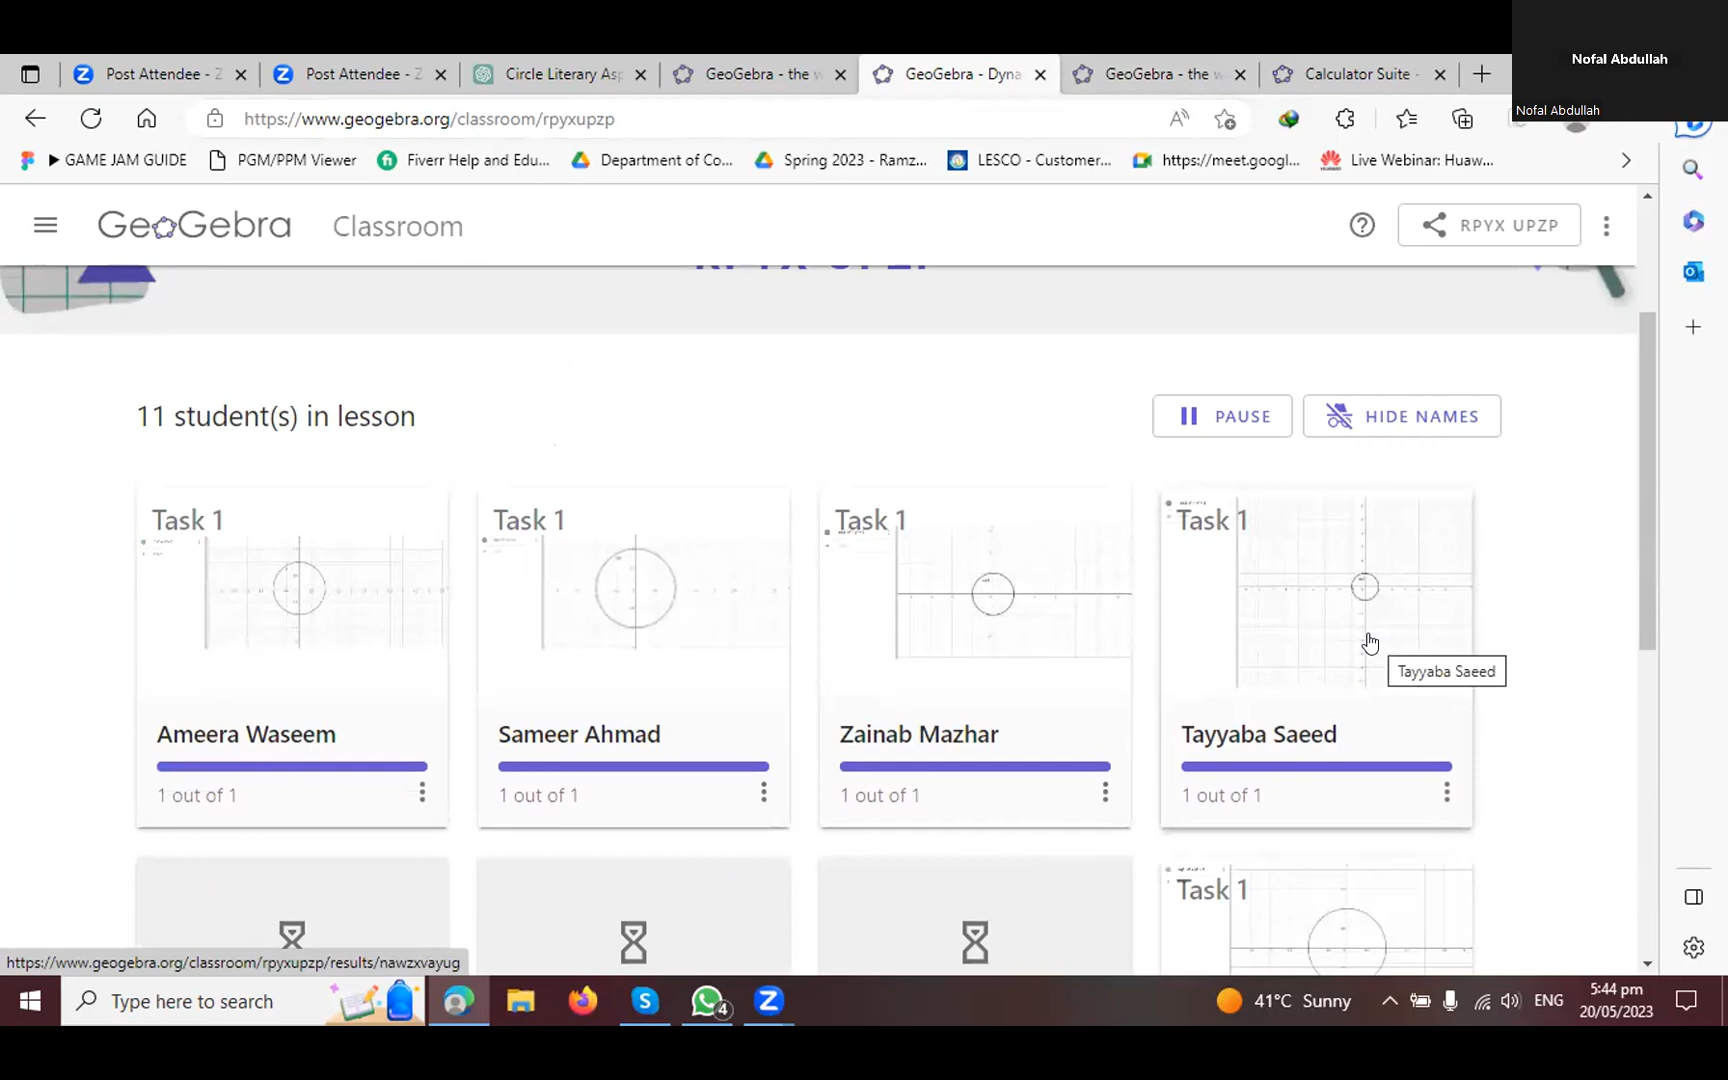 Nofal Abdullah
Nofal Abdullah
Post Attendee - Z
Post Attendee - Z
Circle Literary Asp
GeoGebra - the w
GeoGebra - Dyna
GeoGebra - the w
Calculator Suite -
https://www.geogebra.org/classroom/rpyxupzp
GAME JAM GUIDE
PGM/PPM Viewer
Fiverr Help and Edu...
Department of Co...
Spring 2023 - Ramz...
LESCO - Customer...
https://meet.googl...
Live Webinar: Huaw...
GeoGebra Classroom
RPYX UPZP
11 student(s) in lesson
PAUSE
HIDE NAMES
Task 1
Task 1
Task 1
Task 1
Tayyaba Saeed
Ameera Waseem
Sameer Ahmad
Zainab Mazhar
Tayyaba Saeed
1 out of 1
1 out of 1
1 out of 1
1 out of 1
Task 1
https://www.geogebra.org/classroom/rpyxupzp/results/nawzxvayug
Type here to search
4
41°C Sunny
ENG
5:44 pm
20/05/2023